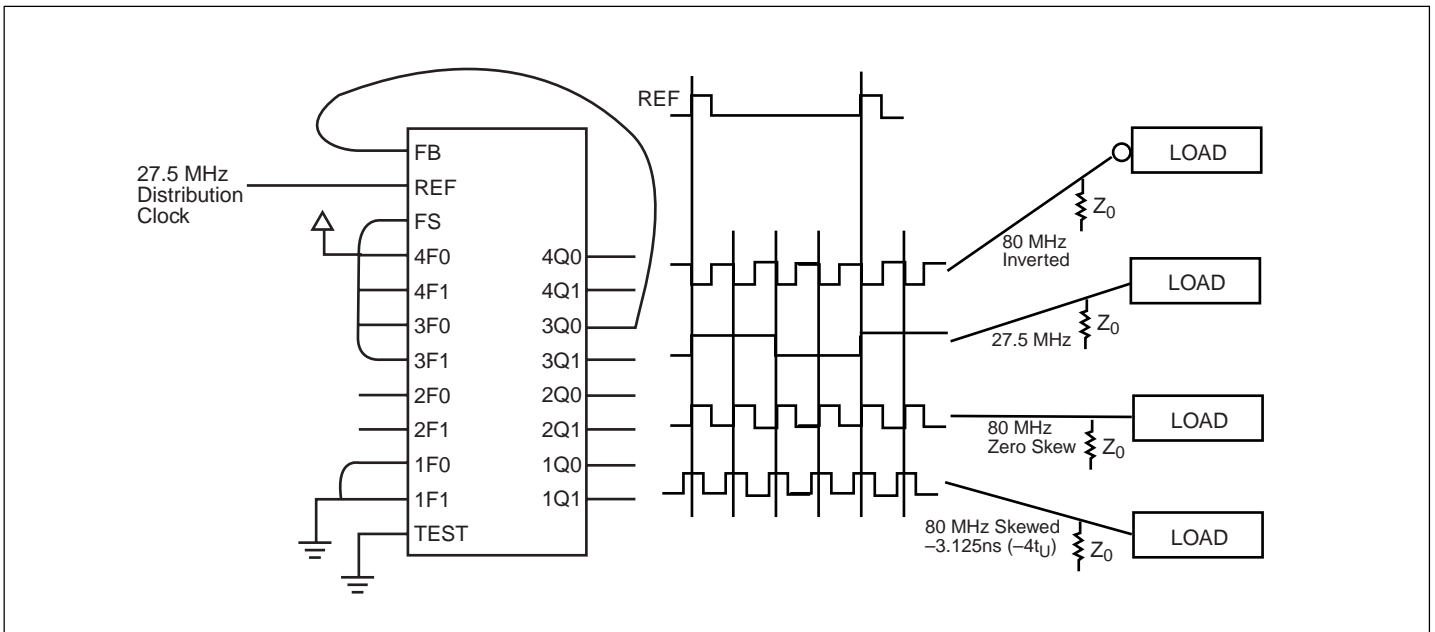 REF
LOAD
Z0
80 MHz
Inverted
27.5 MHz
Distribution
Clock
FB
REF
FS
4F0
4F1
3F0
3F1
2F0
2F1
1F0
1F1
TEST
4Q0
4Q1
3Q0
3Q1
2Q0
2Q1
1Q0
1Q1
LOAD
Z0
27.5 MHz
LOAD
80 MHz
Zero Skew
Z0
80 MHz Skewed
–3.125ns (–4tU)
Z0
LOAD